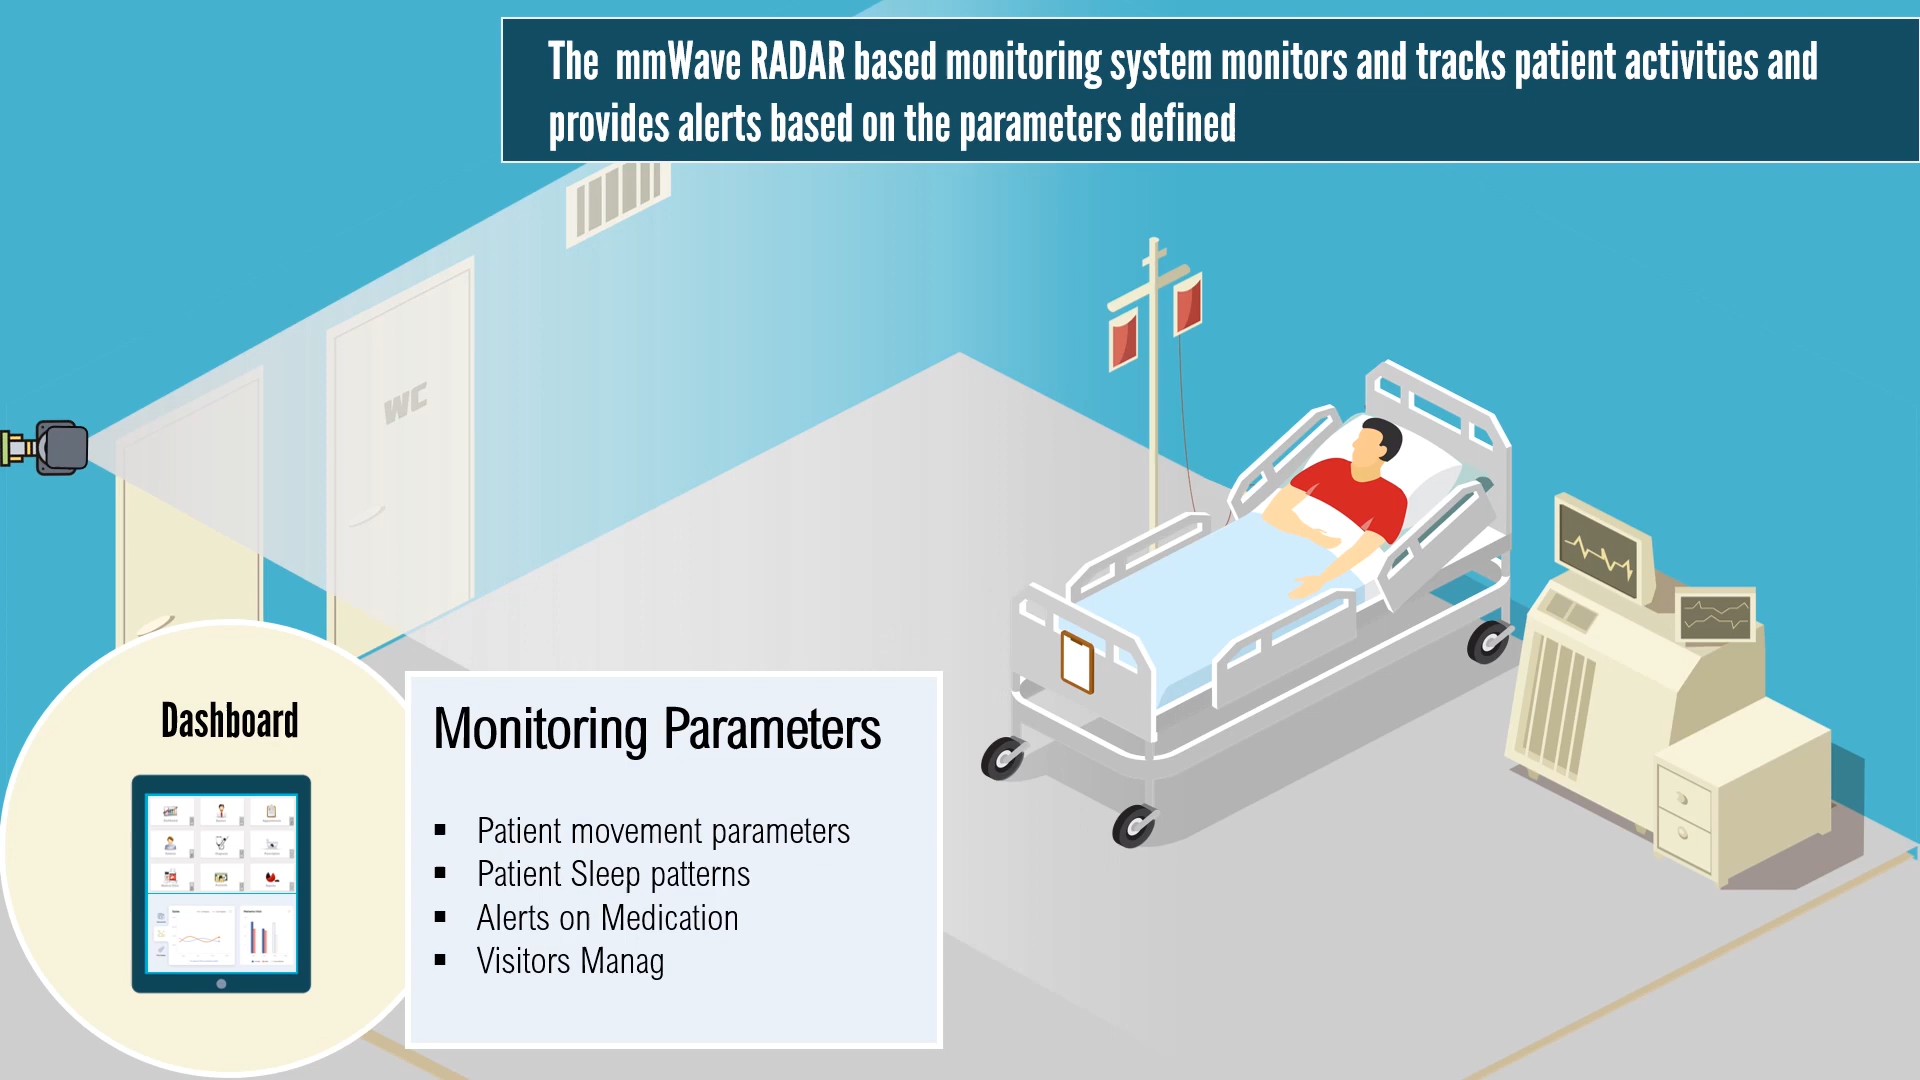 The mmWave RADAR based monitoring system monitors and tracks patient activities and
provides alerts based on the parameters defined
WC
Dashboard
Monitoring Parameters
▪ Patient movement parameters
▪ Patient Sleep patterns
▪ Alerts on Medication
▪ Visitors Manag